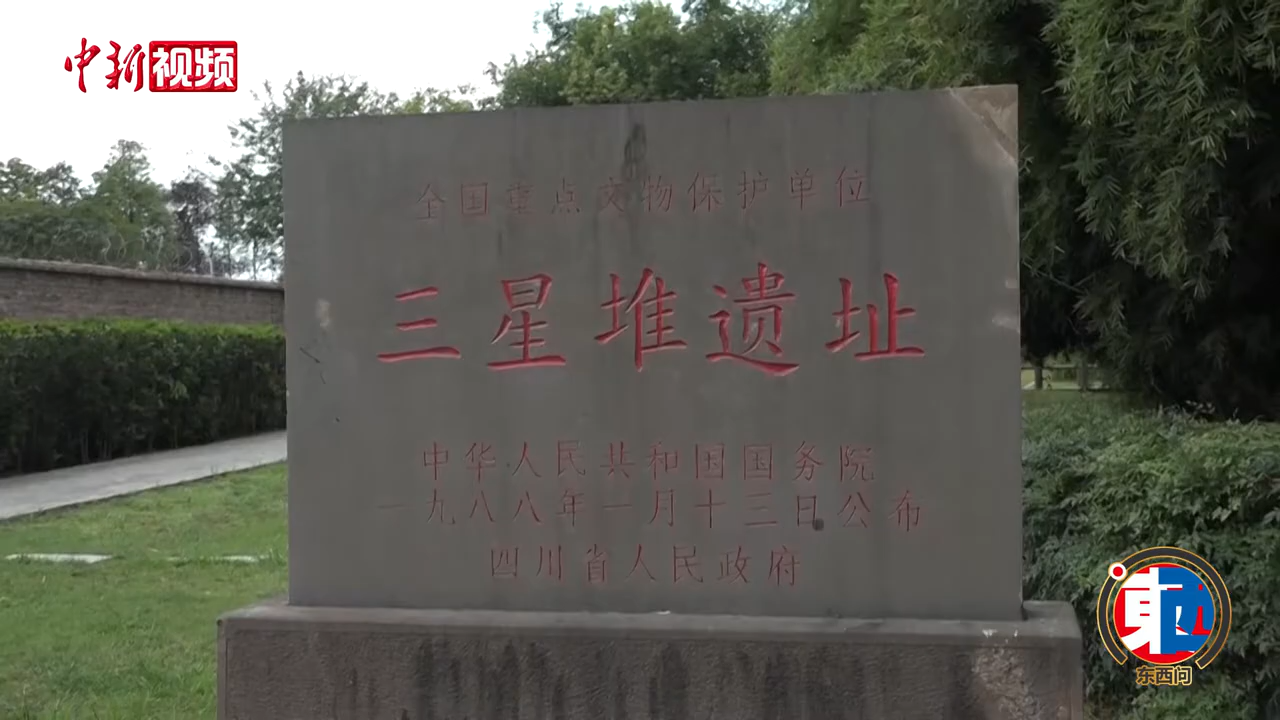 中新视频
全国重点文物保护单位
三星堆遗址
中华人民共和国国务院
一九八八年一月十三日公布
四川省人民政府
东西问